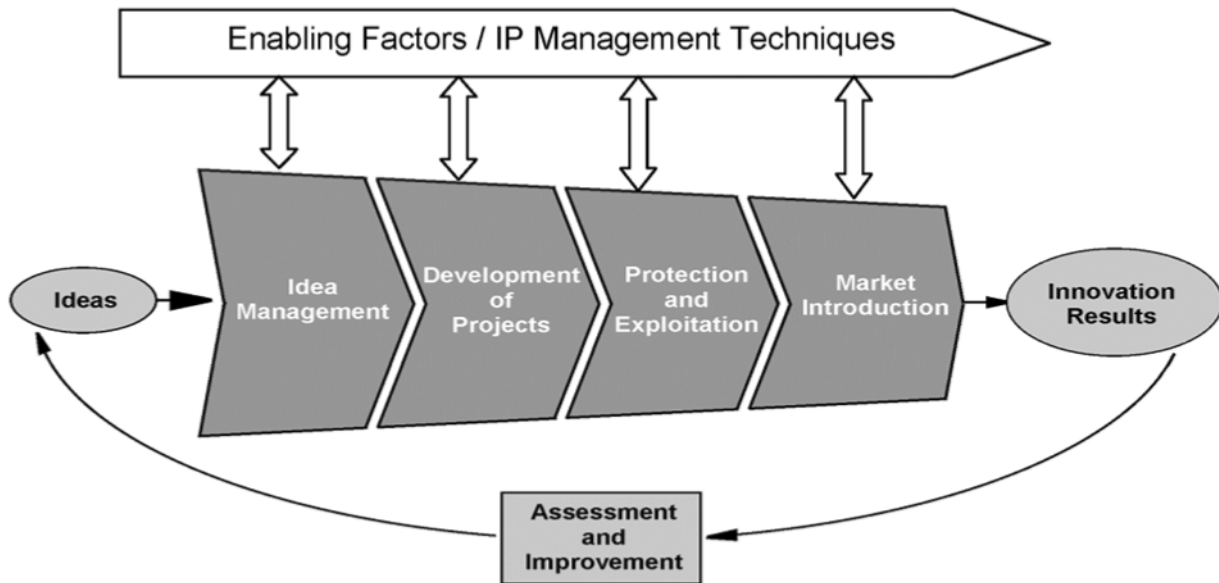 Enabling Factors / IP Management Techniques
Ideas
Idea
Management
Development
of
Projects
Protection
and
Exploitation
Market
Introduction
Innovation
Results
Assessment
and
Improvement